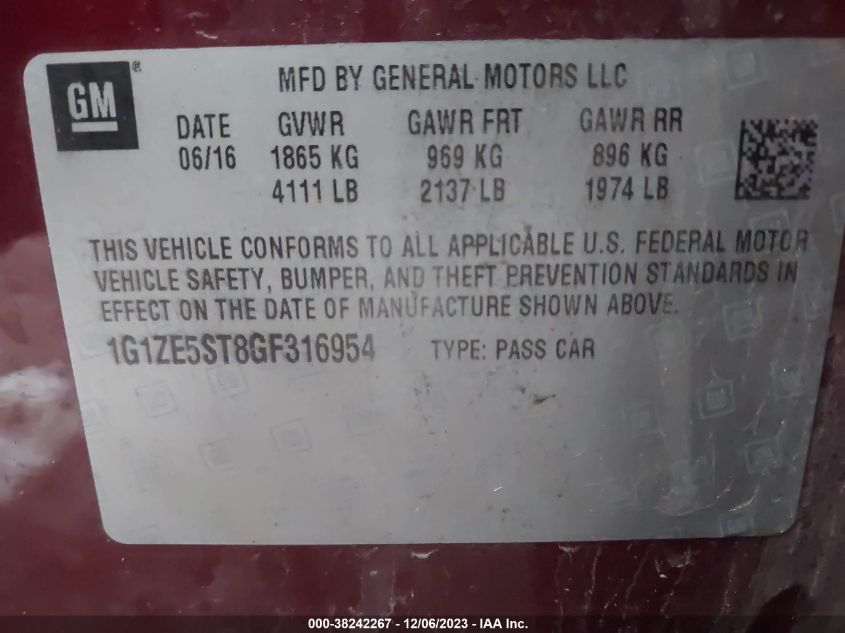 GM®
MFD BY GENERAL MOTORS LLC
DATE GVWR GAWR FRT GAWR RR
06/16 1865 KG 969 KG 896 KG
4111 LB 2137 LB 1974 LB
THIS VEHICLE CONFORMS TO ALL APPLICABLE U.S. FEDERAL MOTOR
VEHICLE SAFETY, BUMPER, AND THEFT PREVENTION STANDARDS IN
EFFECT ON THE DATE OF MANUFACTURE SHOWN ABOVE.
1G1ZE5ST8GF316954 TYPE: PASS CAR
000-38242267 - 12/06/2023 - IAA Inc.